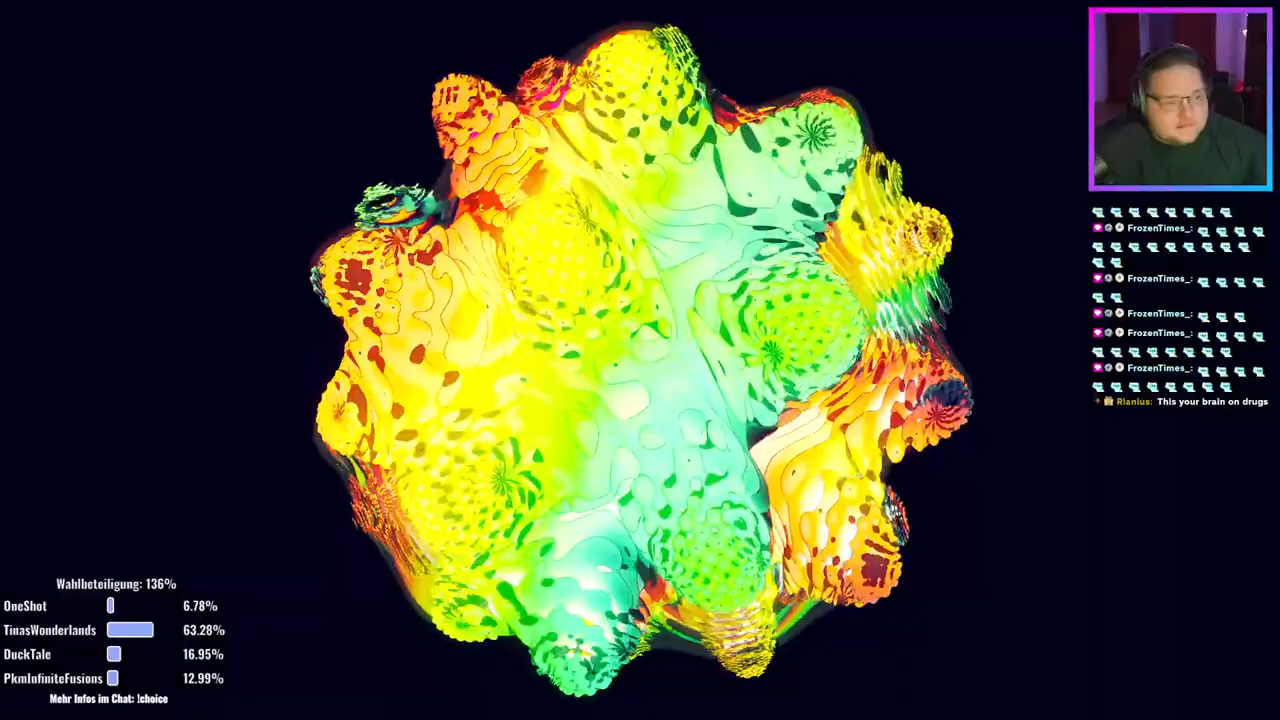 FrozenTimes_:
FrozenTimes_:
FrozenTimes_:
FrozenTimes_:
FrozenTimes_:
Rianius: This your brain on drugs
Wahlbeteiligung: 136%
OneShot 6.78%
TinasWonderlands 63.28%
DuckTale 16.95%
PkmInfiniteFusions 12.99%
Mehr Infos im Chat: !choice